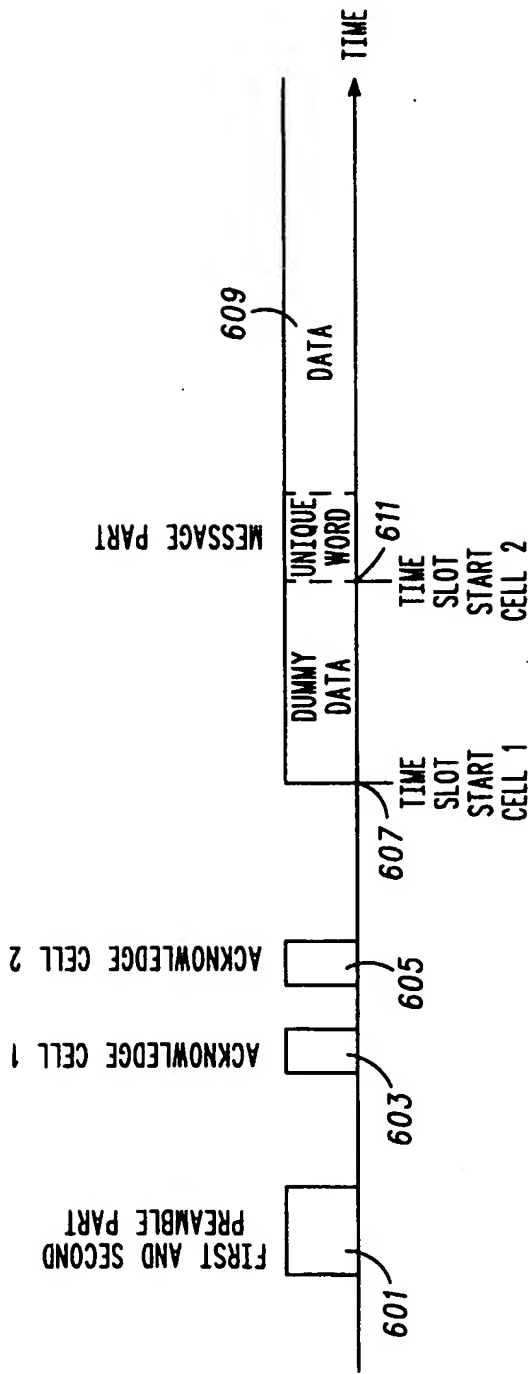 FIRST AND SECOND
PREAMBLE PART
601
ACKNOWLEDGE CELL 1
603
ACKNOWLEDGE CELL 2
605
607
TIME
SLOT
START
CELL 1
DUMMY
DATA
MESSAGE PART
UNIQUE
WORD
611
TIME
SLOT
START
CELL 2
609
DATA
TIME